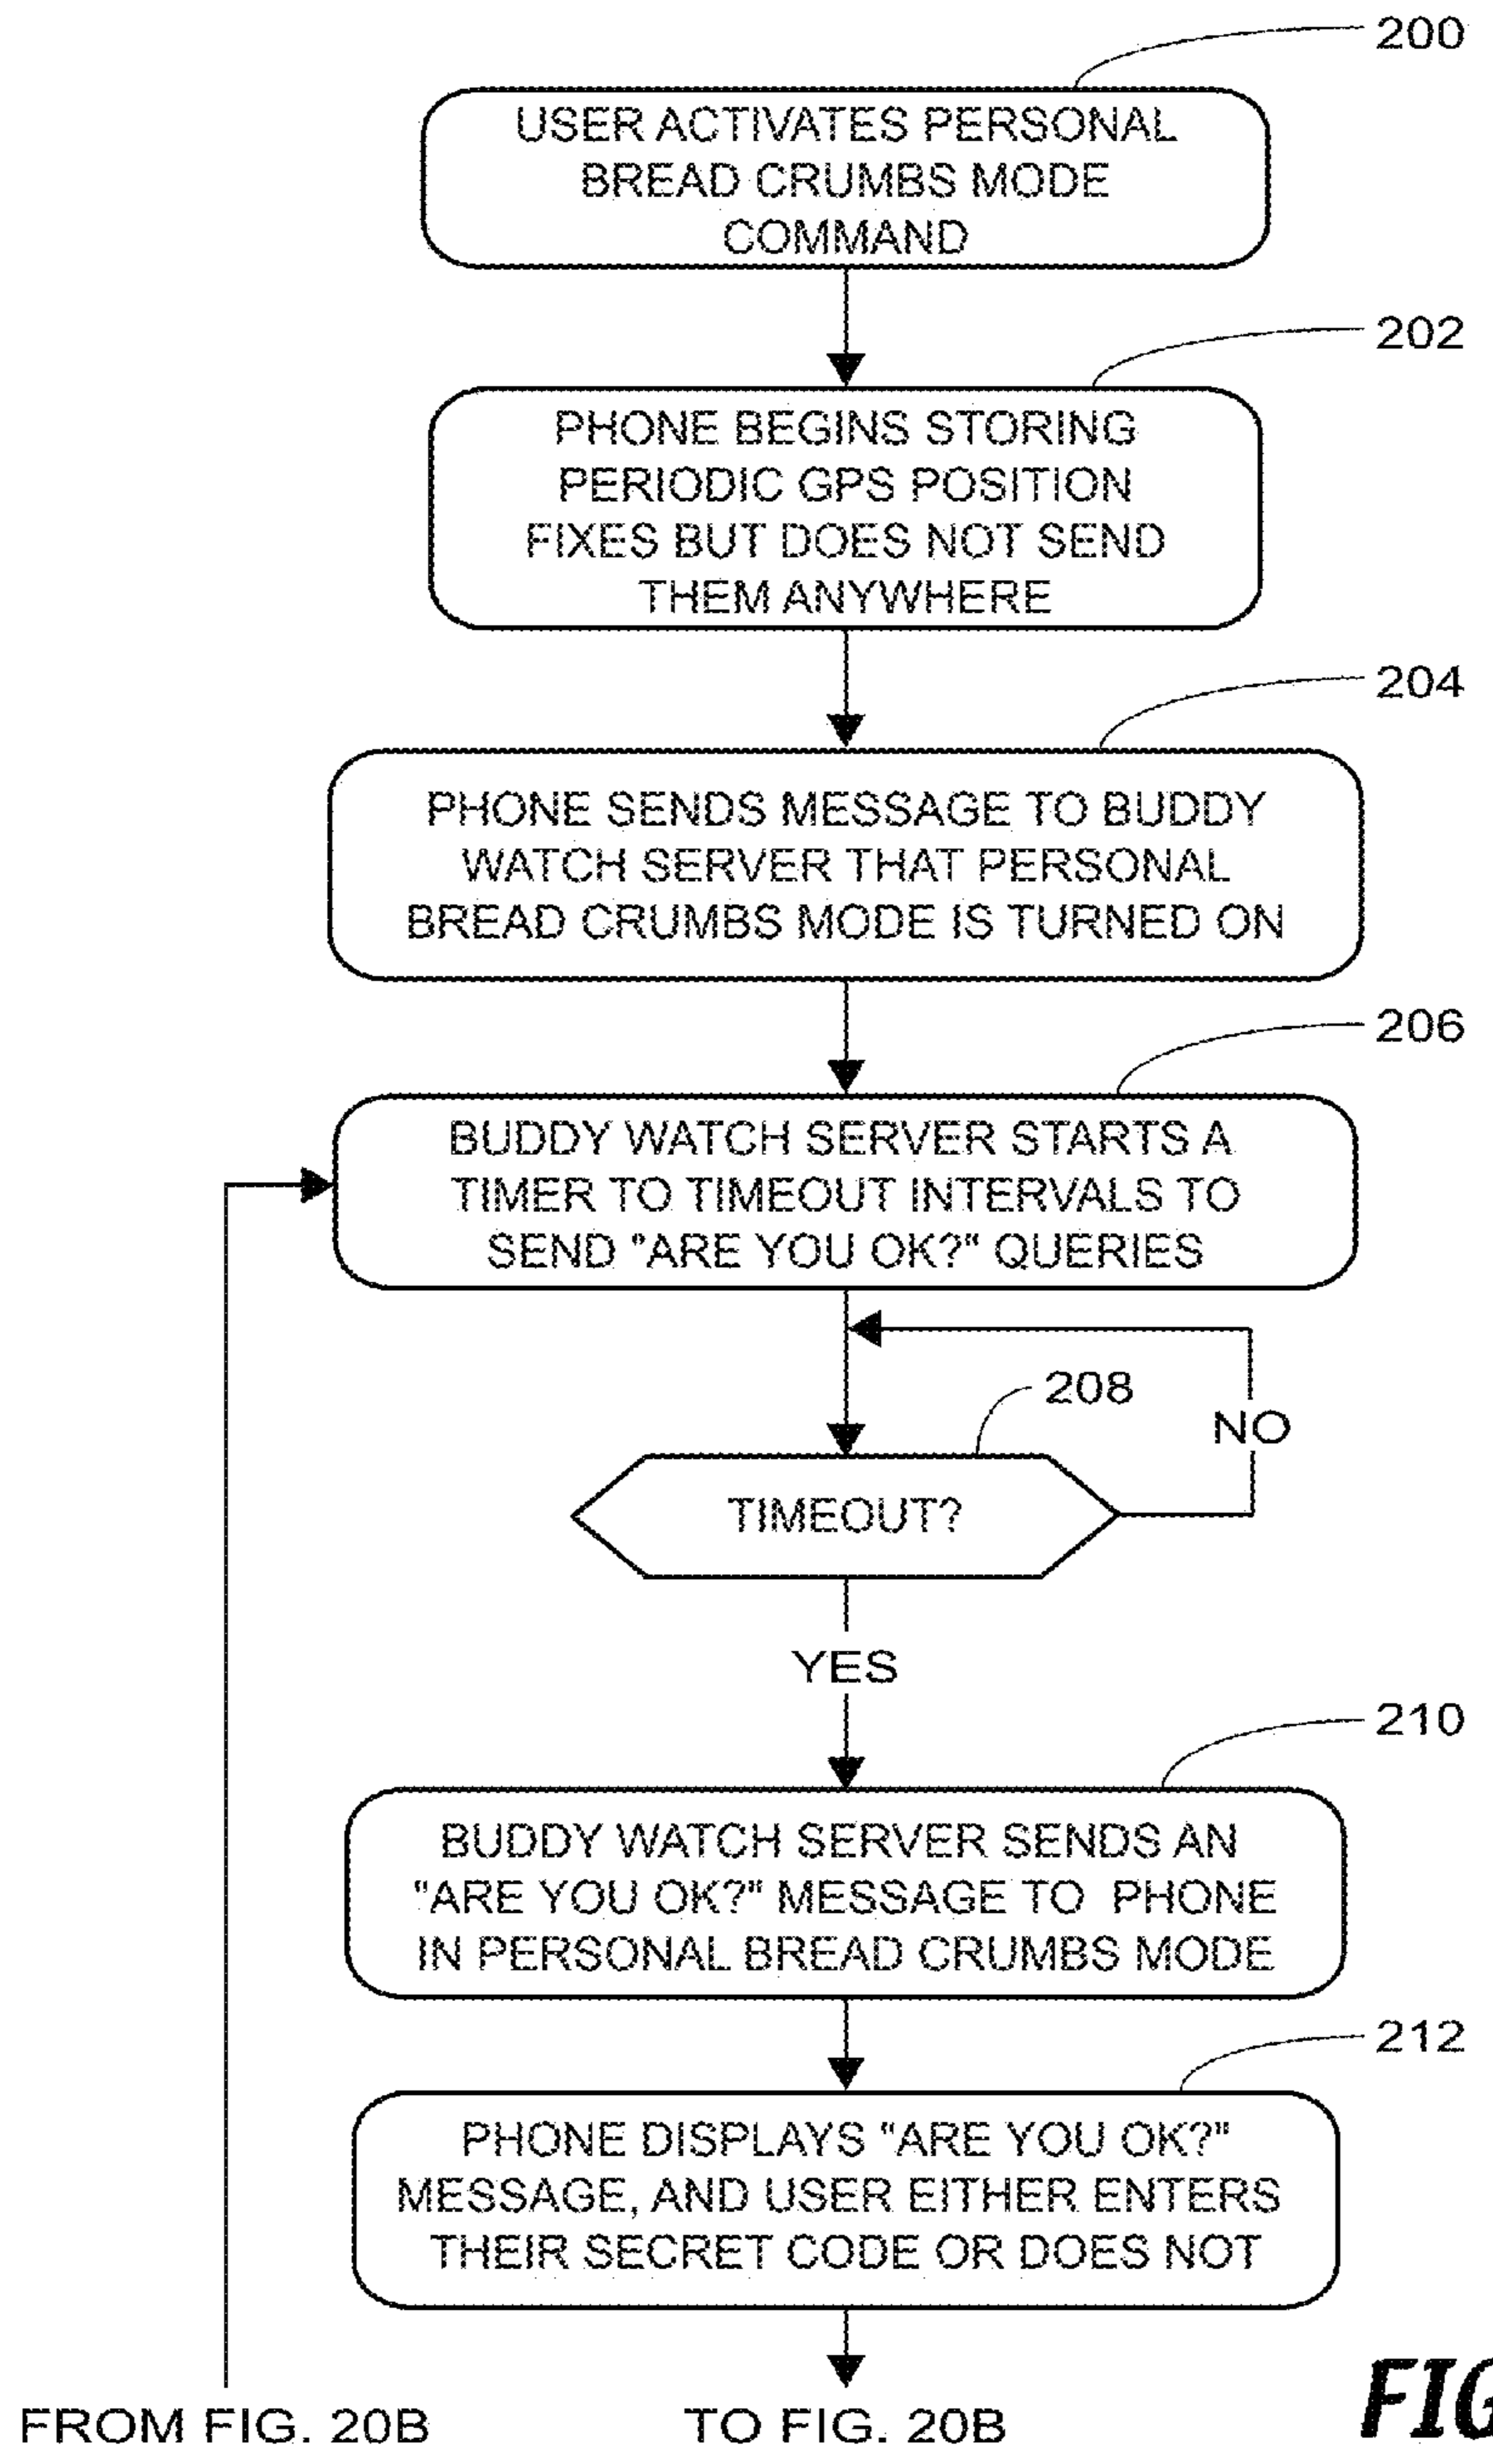 200
USER ACTIVATES PERSONAL
BREAD CRUMBS MODE
COMMAND
202
PHONE BEGINS STORING
PERIODIC GPS POSITION
FIXES BUT DOES NOT SEND
THEM ANYWHERE
204
PHONE SENDS MESSAGE TO BUDDY
WATCH SERVER THAT PERSONAL
BREAD CRUMBS MODE IS TURNED ON
206
BUDDY WATCH SERVER STARTS A
TIMER TO TIMEOUT INTERVALS TO
SEND "ARE YOU OK?" QUERIES
208
NO
TIMEOUT?
YES
210
BUDDY WATCH SERVER SENDS AN
"ARE YOU OK?" MESSAGE TO PHONE
IN PERSONAL BREAD CRUMBS MODE
212
PHONE DISPLAYS "ARE YOU OK?"
MESSAGE, AND USER EITHER ENTERS
THEIR SECRET CODE OR DOES NOT
FROM FIG. 20B
TO FIG. 20B
FIG